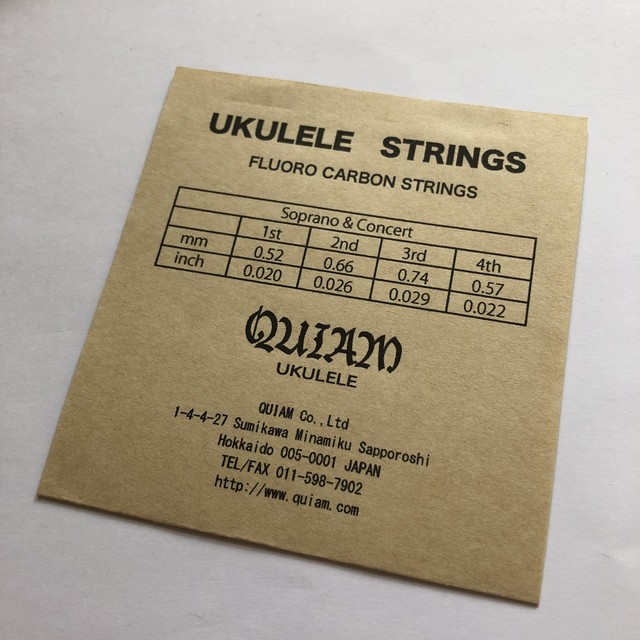 UKULELE STRINGS
FLUORO CARBON STRINGS
Soprano & Concert
1st 2nd 3rd 4th
mm 0.52 0.66 0.74 0.57
inch 0.020 0.026 0.029 0.022
QUIAM
UKULELE
QUIAM Co.,Ltd
1-4-4-27 Sumikawa Minamiku Sapporoshi
Hokkaido 005-0001 JAPAN
TEL/FAX 011-598-7902
http://www.quiam.com